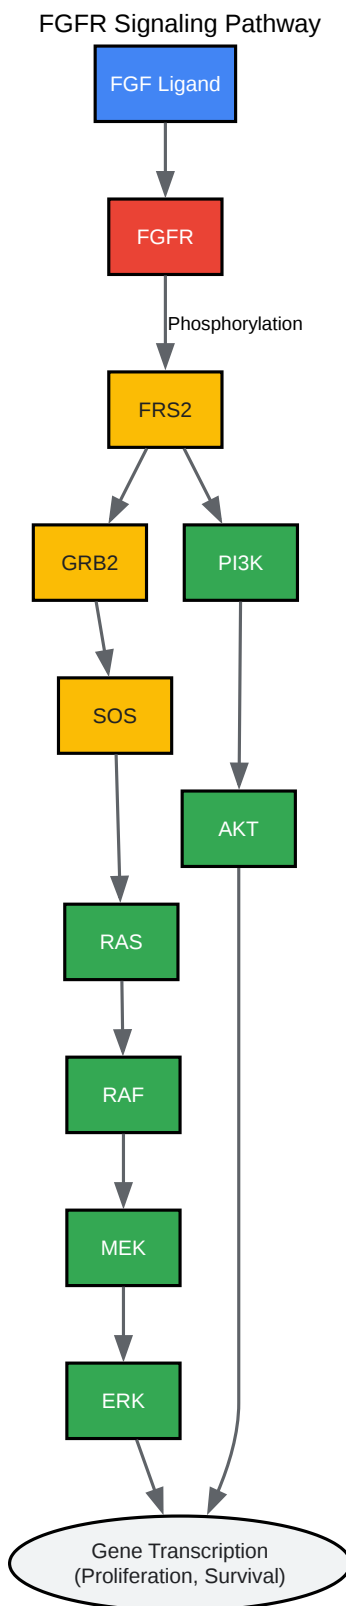 FGFR Signaling Pathway
FGF Ligand
FGFR
Phosphorylation
FRS2
GRB2
PI3K
SOS
AKT
RAS
RAF
MEK
ERK
Gene Transcription
(Proliferation, Survival)